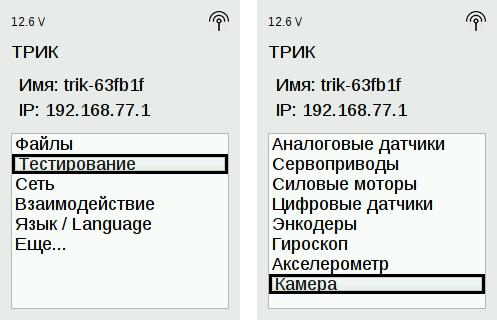 12.6 V
ТРИК
Имя: trik-63fb1f
IP: 192.168.77.1
Файлы
Тестирование
Сеть
Взаимодействие
Язык / Language
Еще...
12.6 V
ТРИК
Имя: trik-63fb1f
IP: 192.168.77.1
Аналоговые датчики
Сервоприводы
Силовые моторы
Цифровые датчики
Энкодеры
Гироскоп
Акселерометр
Камера